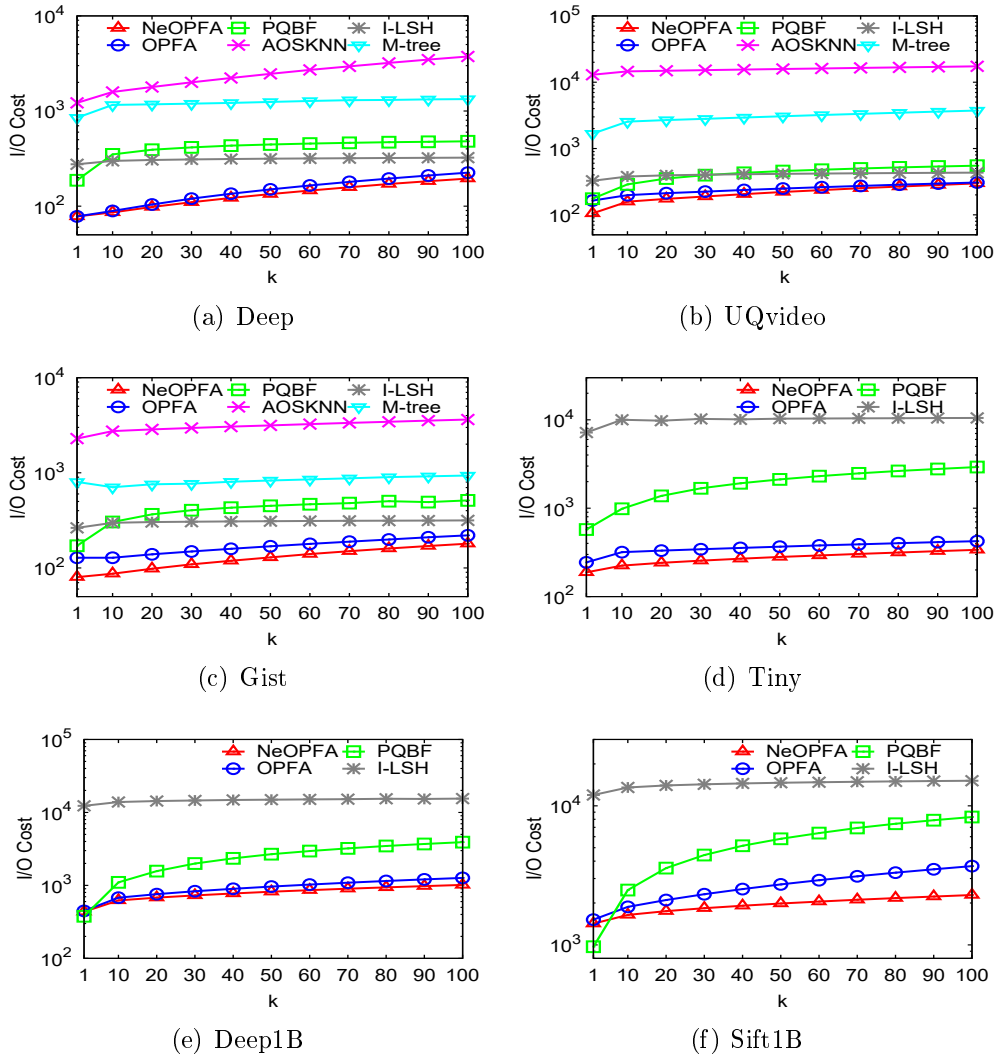 NeOPFA PQBF I-LSH
OPFA AOSKNN M-tree
I/O Cost
10^4
10^3
10^2
1 10 20 30 40 50 60 70 80 90 100
k
(a) Deep
NeOPFA PQBF I-LSH
OPFA AOSKNN M-tree
I/O Cost
10^5
10^4
10^3
10^2
1 10 20 30 40 50 60 70 80 90 100
k
(b) UQvideo
NeOPFA PQBF I-LSH
OPFA AOSKNN M-tree
I/O Cost
10^4
10^3
10^2
1 10 20 30 40 50 60 70 80 90 100
k
(c) Gist
NeOPFA PQBF
OPFA I-LSH
I/O Cost
10^4
10^3
10^2
1 10 20 30 40 50 60 70 80 90 100
k
(d) Tiny
NeOPFA PQBF
OPFA I-LSH
I/O Cost
10^5
10^4
10^3
10^2
1 10 20 30 40 50 60 70 80 90 100
k
(e) Deep1B
NeOPFA PQBF
OPFA I-LSH
I/O Cost
10^4
10^3
1 10 20 30 40 50 60 70 80 90 100
k
(f) Sift1B